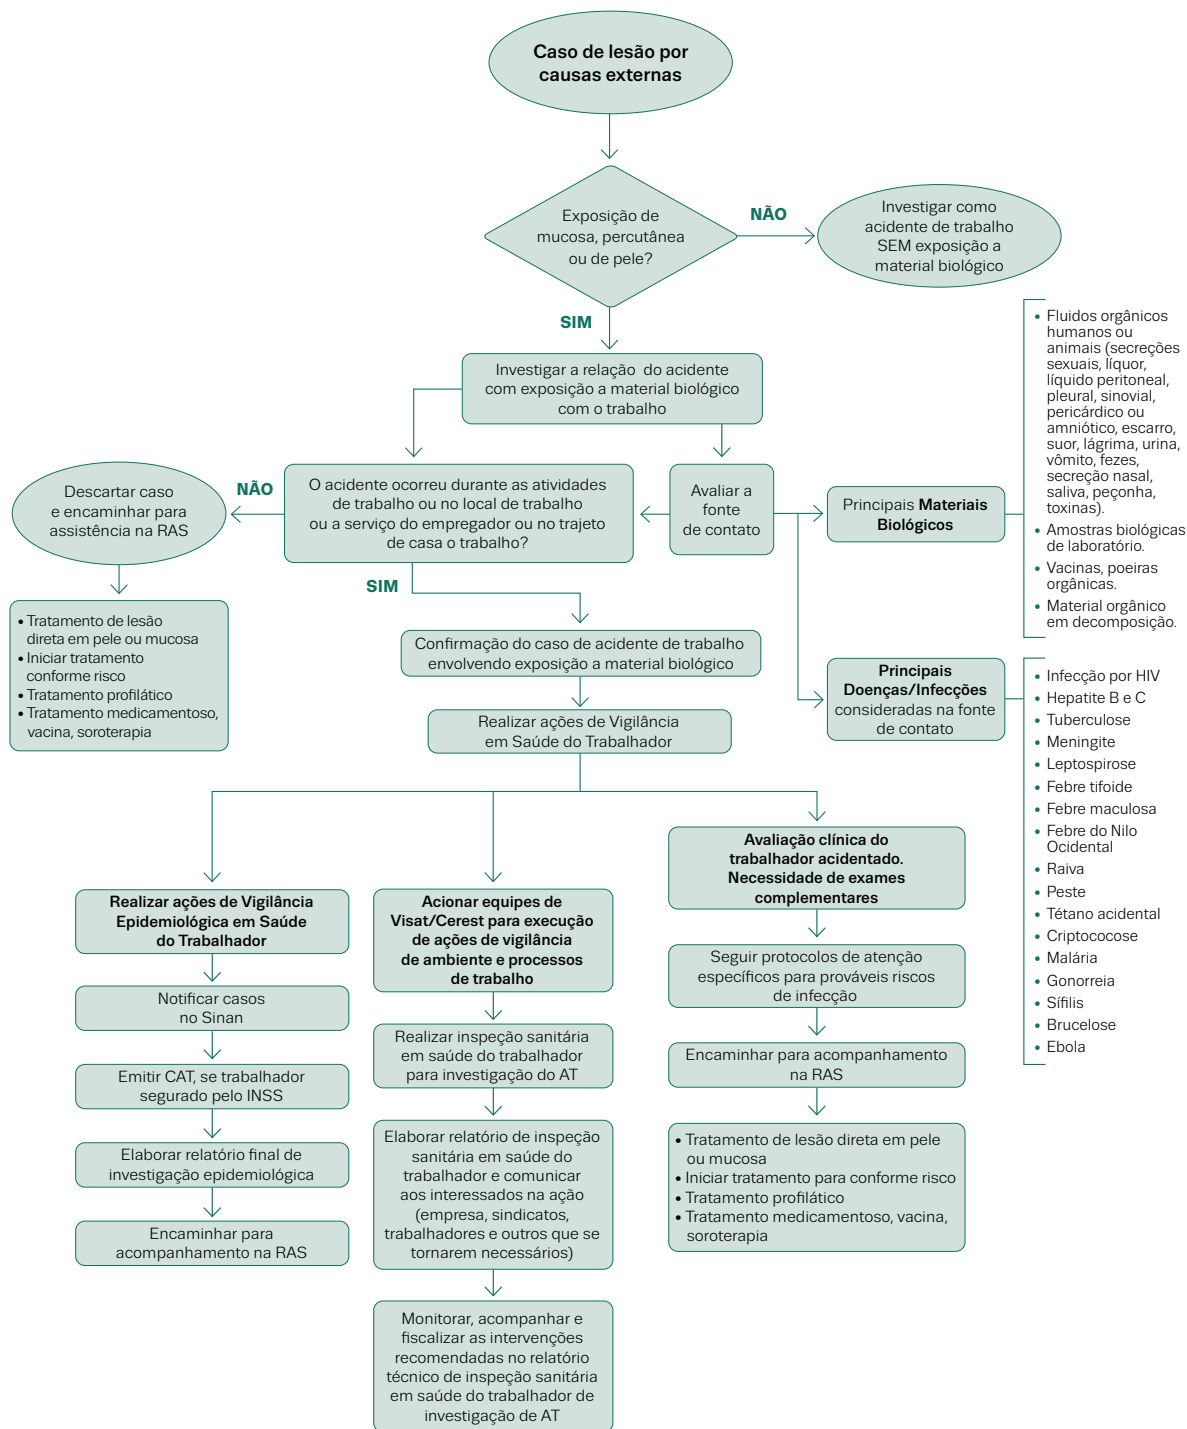 Caso de lesão por
causas externas
Exposição de
mucosa, percutânea
ou de pele?
NÃO
Investigar como
acidente de trabalho
SEM exposição a
material biológico
SIM
Investigar a relação do acidente
com exposição a material biológico
com o trabalho
Descartar caso
e encaminhar para
assistência na RAS
NÃO
O acidente ocorreu durante as atividades
de trabalho ou no local de trabalho
ou a serviço do empregador ou no trajeto
de casa o trabalho?
Avaliar a
fonte
de contato
Principais Materiais
Biológicos
• Fluidos orgânicos
humanos ou
animais (secreções
sexuais, líquor,
líquido peritoneal,
pleural, sinovial,
pericárdico ou
amniótico, escarro,
suor, lágrima, urina,
vômito, fezes,
secreção nasal,
saliva, peçonha,
toxinas).
• Amostras biológicas
de laboratório.
• Vacinas, poeiras
orgânicas.
• Material orgânico
em decomposição.
SIM
• Tratamento de lesão
direta em pele ou mucosa
• Iniciar tratamento
conforme risco
• Tratamento profilático
• Tratamento medicamentoso,
vacina, soroterapia
Confirmação do caso de acidente de trabalho
envolvendo exposição a material biológico
Principais
Doenças/Infecções
consideradas na fonte
de contato
• Infecção por HIV
• Hepatite B e C
• Tuberculose
• Meningite
• Leptospirose
• Febre tifoide
• Febre maculosa
• Febre do Nilo
Ocidental
• Raiva
• Peste
• Tétano acidental
• Criptococose
• Malária
• Gonorreia
• Sífilis
• Brucelose
• Ebola
Realizar ações de Vigilância
em Saúde do Trabalhador
Realizar ações de Vigilância
Epidemiológica em Saúde
do Trabalhador
Notificar casos
no Sinan
Emitir CAT, se trabalhador
segurado pelo INSS
Elaborar relatório final de
investigação epidemiológica
Encaminhar para
acompanhamento na RAS
Acionar equipes de
Visat/Cerest para execução
de ações de vigilância
de ambiente e processos
de trabalho
Realizar inspeção sanitária
em saúde do trabalhador
para investigação do AT
Elaborar relatório de inspeção
sanitária em saúde do
trabalhador e comunicar
aos interessados na ação
(empresa, sindicatos,
trabalhadores e outros que se
tornarem necessários)
Monitorar, acompanhar e
fiscalizar as intervenções
recomendadas no relatório
técnico de inspeção sanitária
em saúde do trabalhador de
investigação de AT
Avaliação clínica do
trabalhador acidentado.
Necessidade de exames
complementares
Seguir protocolos de atenção
específicos para prováveis riscos
de infecção
Encaminhar para acompanhamento
na RAS
• Tratamento de lesão direta em pele
ou mucosa
• Iniciar tratamento para conforme risco
• Tratamento profilático
• Tratamento medicamentoso, vacina,
soroterapia